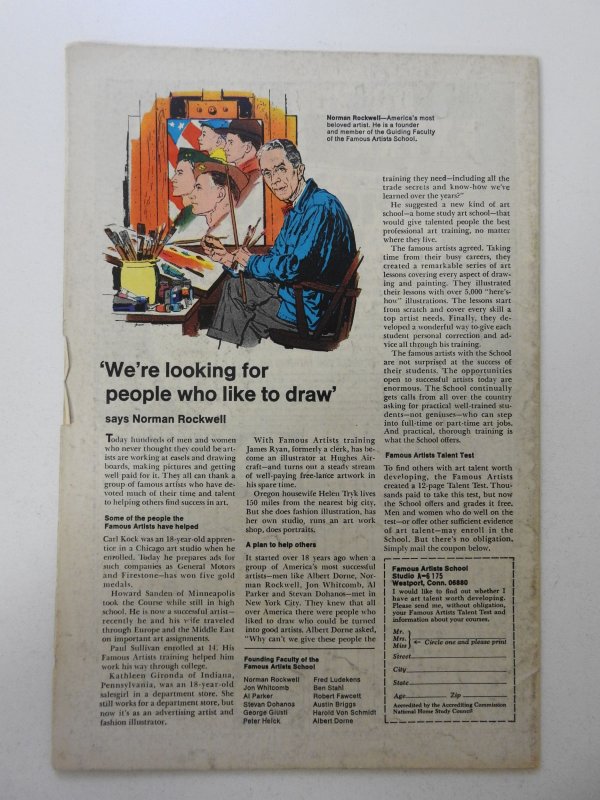 Norman Rockwell—America's most
beloved artist. He is a founder
and member of the Guiding Faculty
of the Famous Artists School.
'We're looking for
people who like to draw'
says Norman Rockwell
Today hundreds of men and women
who never thought they could be art-
ists are working at easels and drawing
boards, making pictures and getting
well paid for it. They all can thank a
group of famous artists who have de-
voted much of their time and talent
to helping others find success in art.
Some of the people the
Famous Artists have helped
Carl Kock was an 18-year-old appren-
tice in a Chicago art studio when he
enrolled. Today he prepares ads for
such companies as General Motors
and Firestone—has won five gold
medals.
Howard Sanden of Minneapolis
took the Course while still in high
school. He is now a successful artist—
recently he and his wife traveled
through Europe and the Middle East
on important art assignments.
Paul Sullivan enrolled at 14. His
Famous Artists training helped him
work his way through college.
Kathleen Gironda of Indiana,
Pennsylvania, was an 18-year-old
salesgirl in a department store. She
still works for a department store, but
now it's as an advertising artist and
fashion illustrator.
With Famous Artists training
James Ryan, formerly a clerk, has be-
come an illustrator at Hughes Air-
craft—and turns out a steady stream
of well-paying free-lance artwork in
his spare time.
Oregon housewife Helen Tryk lives
150 miles from the nearest big city.
But she does fashion illustration, has
her own studio, runs an art work
shop, does portraits.
A plan to help others
It started over 18 years ago when a
group of America's most successful
artists—men like Albert Dorne, Nor-
man Rockwell, Jon Whitcomb, Al
Parker and Stevan Dohanos—met in
New York City. They knew that all
over America there were people who
liked to draw who could be turned
into good artists. Albert Dorne asked,
"Why can't we give these people the
Founding Faculty of the
Famous Artists School
Norman Rockwell
Jon Whitcomb
Al Parker
Stevan Dohanos
George Giusti
Peter Helck
Fred Ludekens
Ben Stahl
Robert Fawcett
Austin Briggs
Harold Von Schmidt
Albert Dorne
training they need—including all the
trade secrets and know-how we've
learned over the years?"
He suggested a new kind of art
school—a home study art school—that
would give talented people the best
professional art training, no matter
where they live.
The famous artists agreed. Taking
time from their busy careers, they
created a remarkable series of art
lessons covering every aspect of draw-
ing and painting. They illustrated
their lessons with over 5,000 "here's-
how" illustrations. The lessons start
from scratch and cover every skill a
top artist needs. Finally, they de-
veloped a wonderful way to give each
student personal correction and ad-
vice all through his training.
The famous artists with the School
are not surprised at the success of
their students. The opportunities
open to successful artists today are
enormous. The School continually
gets calls from all over the country
asking for practical well-trained stu-
dents—not geniuses—who can step
into full-time or part-time art jobs.
And practical, thorough training is
what the School offers.
Famous Artists Talent Test
To find others with art talent worth
developing, the Famous Artists
created a 12-page Talent Test. Thou-
sands paid to take this test, but now
the School offers and grades it free.
Men and women who do well on the
test—or offer other sufficient evidence
of art talent—may enroll in the
School. But there's no obligation.
Simply mail the coupon below.
Famous Artists School
Studio A-6175
Westport, Conn. 06880
I would like to find out whether I
have art talent worth developing.
Please send me, without obligation,
your Famous Artists Talent Test and
information about your courses.
Mr.
Mrs. Circle one and please print
Miss
Street
City
State
Age Zip
Accredited by the Accrediting Commission
National Home Study Council